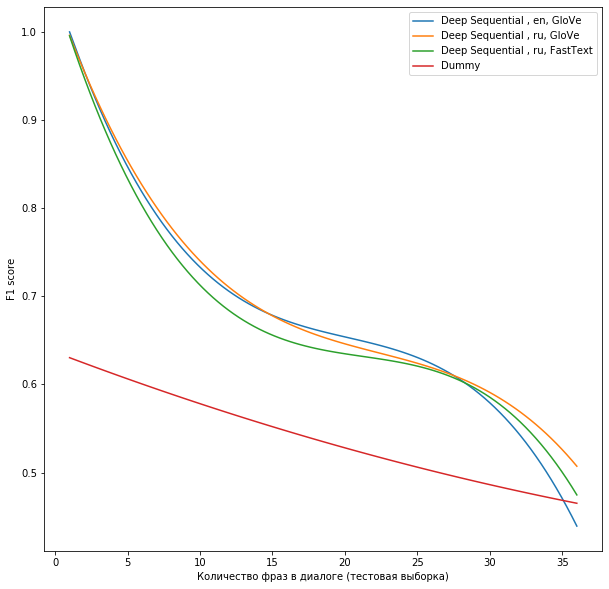 Deep Sequential , en, GloVe
Deep Sequential , ru, GloVe
Deep Sequential , ru, FastText
Dummy
1.0
0.9
0.8
0.7
0.6
0.5
F1 score
0 5 10 15 20 25 30 35
Количество фраз в диалоге (тестовая выборка)